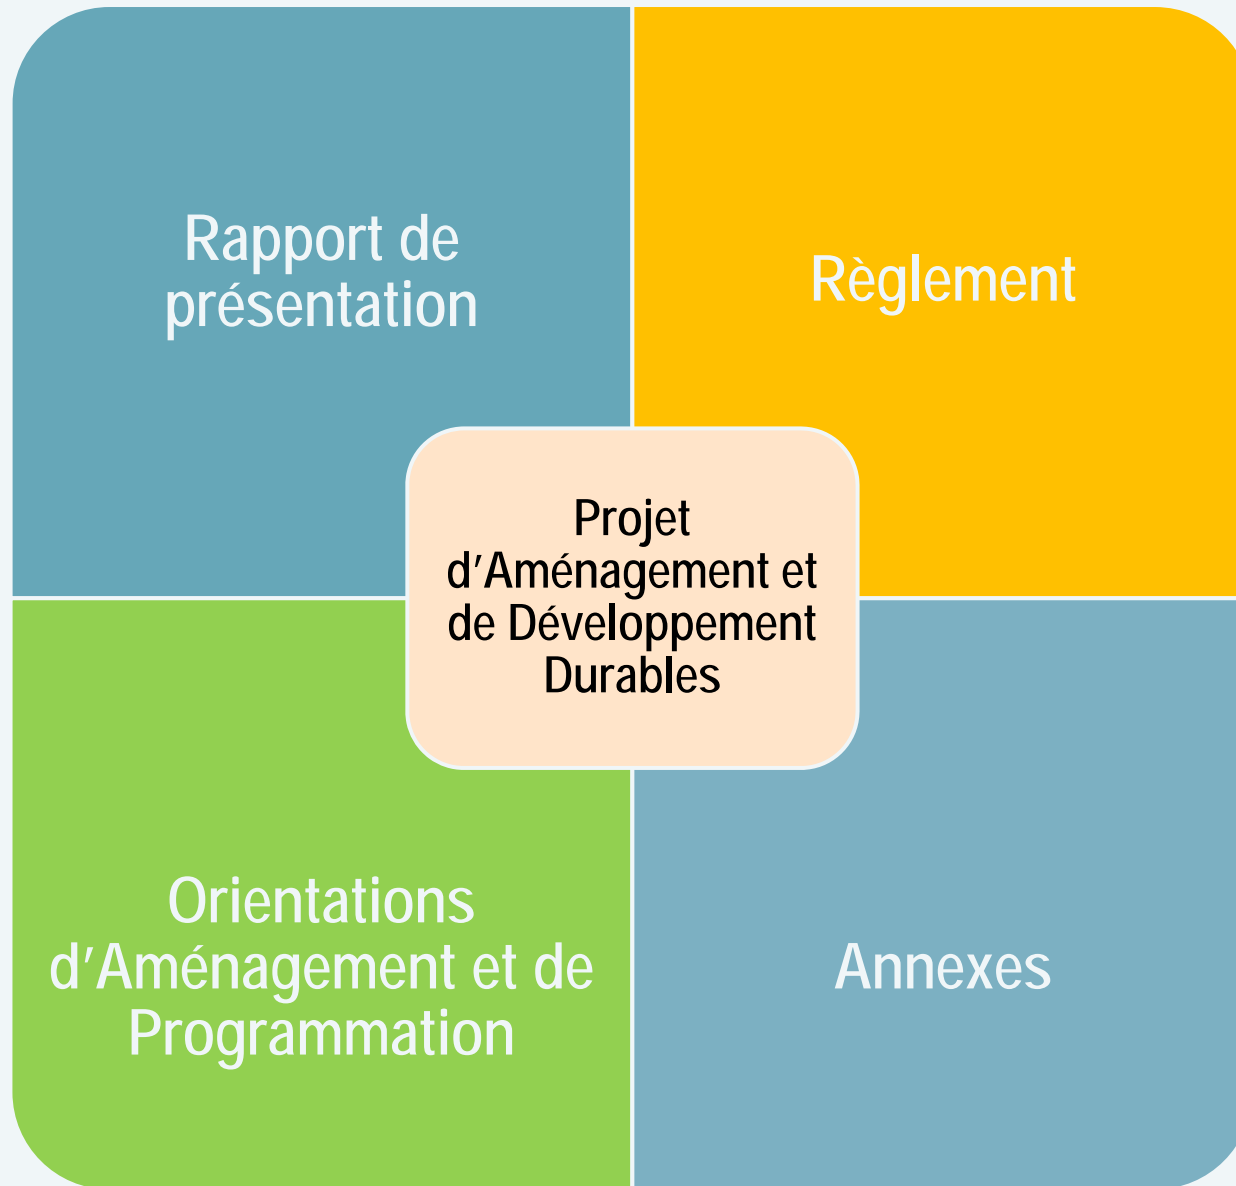 Rapport de
présentation
Règlement
Projet
d'Aménagement et
de Développement
Durables
Orientations
d'Aménagement et de
Programmation
Annexes